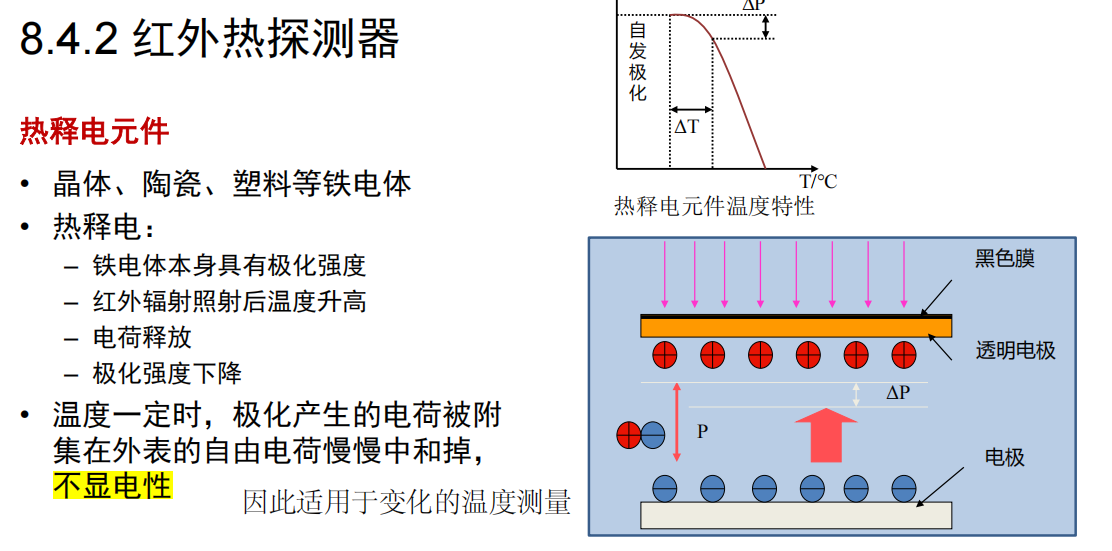 8.4.2 红外热探测器
热释电元件
• 晶体、陶瓷、塑料等铁电体
• 热释电：
– 铁电体本身具有极化强度
– 红外辐射照射后温度升高
– 电荷释放
– 极化强度下降
• 温度一定时，极化产生的电荷被附
集在外表的自由电荷慢慢中和掉，
不显电性
因此适用于变化的温度测量
ΔP
自
发
极
化
ΔT
T/°C
热释电元件温度特性
黑色膜
透明电极
ΔP
P
电极